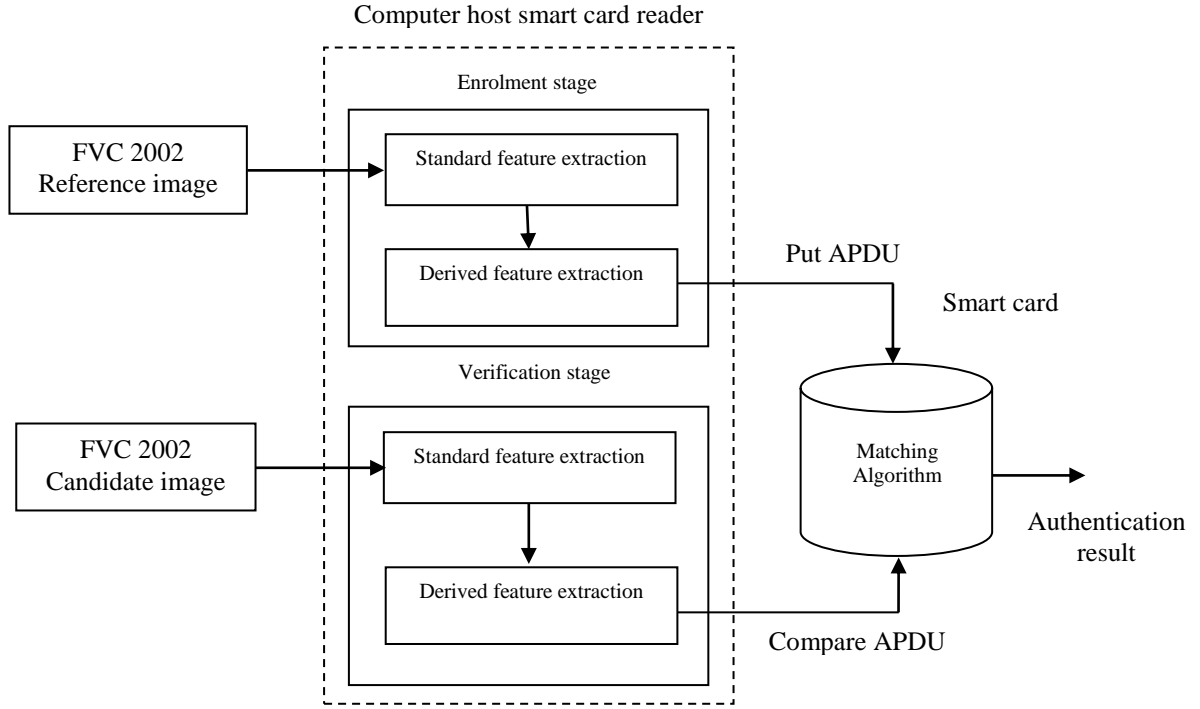 Computer host smart card reader
Enrolment stage
FVC 2002
Reference image
Standard feature extraction
Derived feature extraction
Put APDU
Smart card
Verification stage
FVC 2002
Candidate image
Standard feature extraction
Derived feature extraction
Matching
Algorithm
Authentication
result
Compare APDU